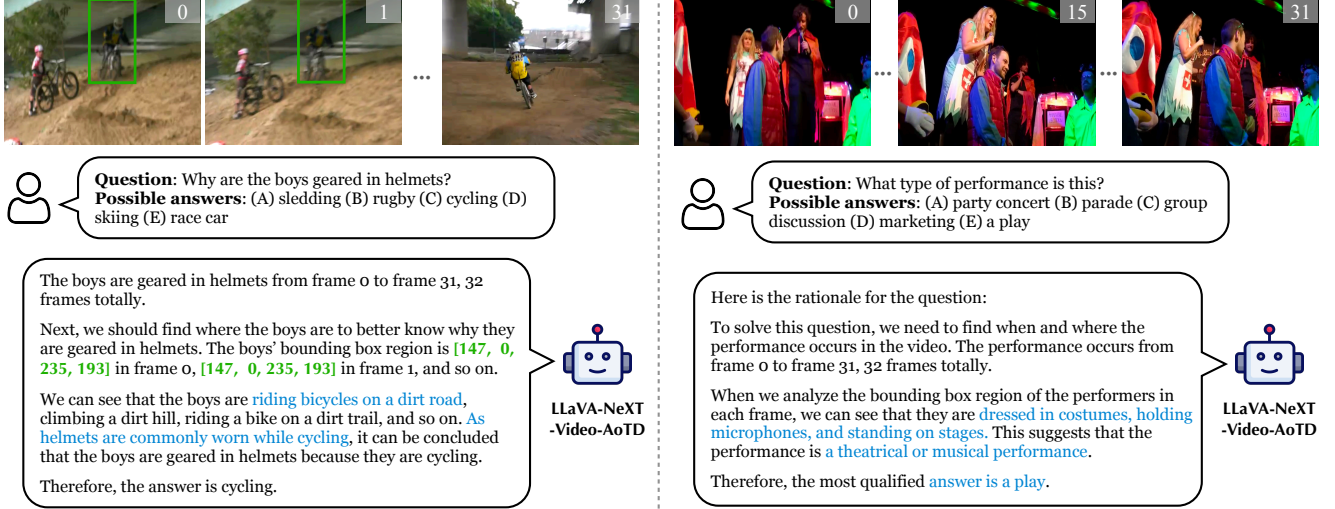 0
1
...
31
Question: Why are the boys geared in helmets?
Possible answers: (A) sledding (B) rugby (C) cycling (D)
skiing (E) race car
The boys are geared in helmets from frame 0 to frame 31, 32
frames totally.
Next, we should find where the boys are to better know why they
are geared in helmets. The boys' bounding box region is [147, 0,
235, 193] in frame 0, [147, 0, 235, 193] in frame 1, and so on.
We can see that the boys are riding bicycles on a dirt road,
climbing a dirt hill, riding a bike on a dirt trail, and so on. As
helmets are commonly worn while cycling, it can be concluded
that the boys are geared in helmets because they are cycling.
Therefore, the answer is cycling.
LLaVA-NeXT
-Video-AoTD
0
...
15
...
31
Question: What type of performance is this?
Possible answers: (A) party concert (B) parade (C) group
discussion (D) marketing (E) a play
Here is the rationale for the question:
To solve this question, we need to find when and where the
performance occurs in the video. The performance occurs from
frame 0 to frame 31, 32 frames totally.
When we analyze the bounding box region of the performers in
each frame, we can see that they are dressed in costumes, holding
microphones, and standing on stages. This suggests that the
performance is a theatrical or musical performance.
Therefore, the most qualified answer is a play.
LLaVA-NeXT
-Video-AoTD